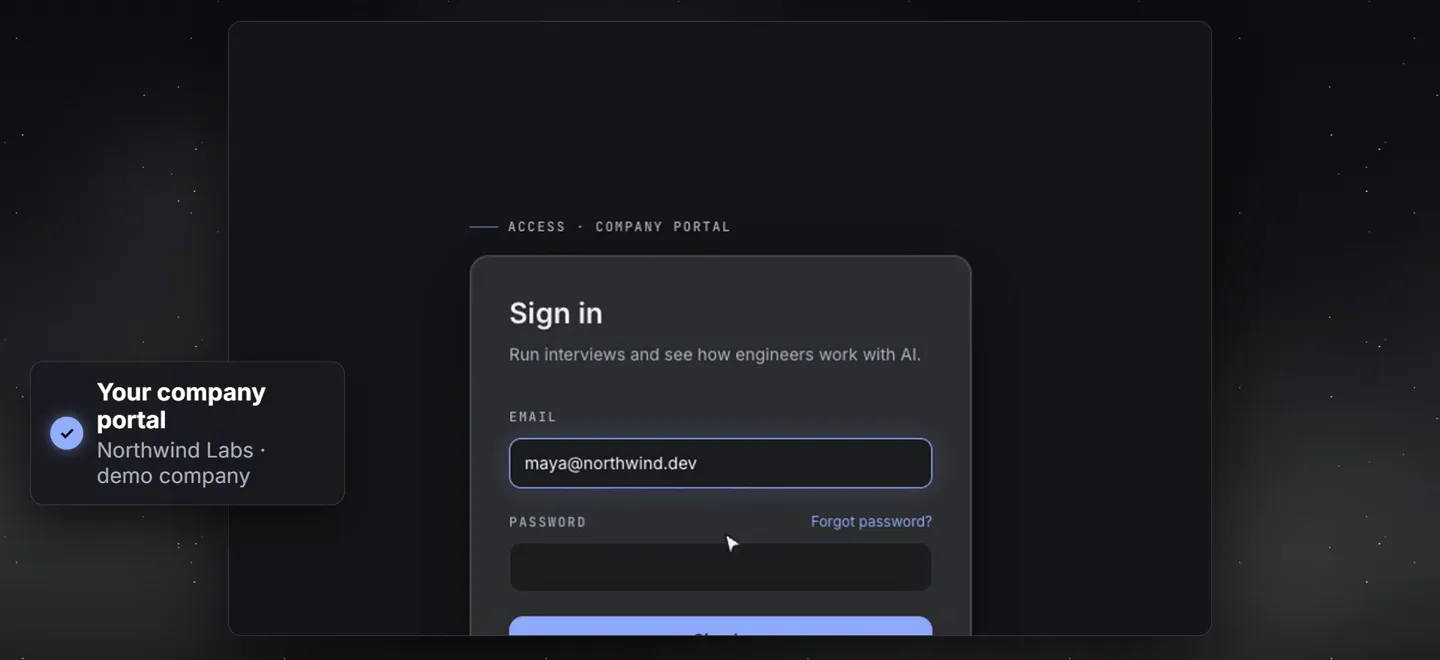 ACCESS · COMPANY PORTAL
Sign in
Run interviews and see how engineers work with AI.
EMAIL
maya@northwind.dev
PASSWORD
Forgot password?
Your company
portal
Northwind Labs ·
demo company